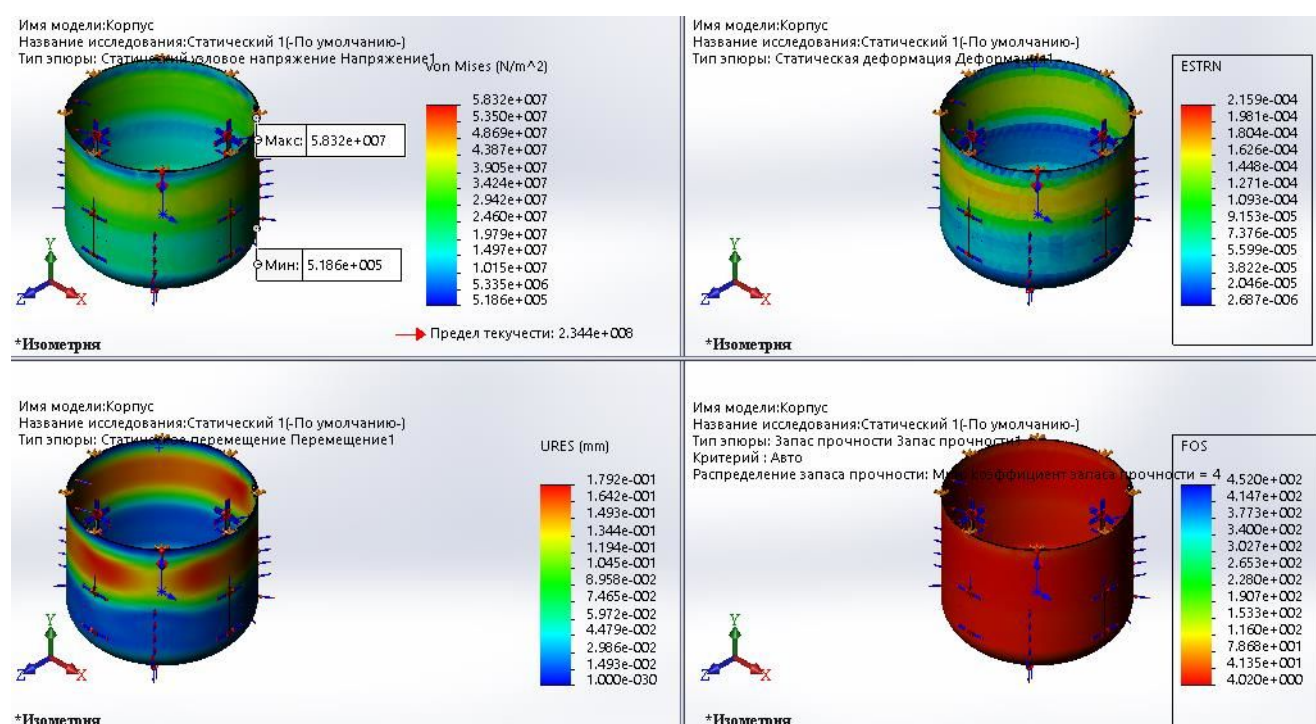 Имя модели:Корпус
Название исследования:Статический 1(-По умолчанию-)
Тип эпюры: Статический узловое напряжение Напряжение1
von Mises (N/m^2)
5.832e+007
5.350e+007
4.869e+007
4.387e+007
3.905e+007
3.424e+007
2.942e+007
2.460e+007
1.979e+007
1.497e+007
1.015e+007
5.335e+006
5.186e+005
Макс: 5.832e+007
Мин: 5.186e+005
Предел текучести: 2.344e+008
Y
Z
X
*Изометрия
Имя модели:Корпус
Название исследования:Статический 1(-По умолчанию-)
Тип эпюры: Статическая деформация Деформация1
ESTRN
2.159e-004
1.981e-004
1.804e-004
1.626e-004
1.448e-004
1.271e-004
1.093e-004
9.153e-005
7.376e-005
5.599e-005
3.822e-005
2.046e-005
2.687e-006
Y
Z
X
*Изометрия
Имя модели:Корпус
Название исследования:Статический 1(-По умолчанию-)
Тип эпюры: Статическое перемещение Перемещение1
URES (mm)
1.792e-001
1.642e-001
1.493e-001
1.344e-001
1.194e-001
1.045e-001
8.958e-002
7.465e-002
5.972e-002
4.479e-002
2.986e-002
1.493e-002
1.000e-030
Y
Z
X
*Изометрия
Имя модели:Корпус
Название исследования:Статический 1(-По умолчанию-)
Тип эпюры: Запас прочности Запас прочности1
Критерий : Авто
Распределение запаса прочности: Мин коэффициент запаса прочности = 4
FOS
4.520e+002
4.147e+002
3.773e+002
3.400e+002
3.027e+002
2.653e+002
2.280e+002
1.907e+002
1.533e+002
1.160e+002
7.868e+001
4.135e+001
4.020e+000
Y
Z
X
*Изометрия